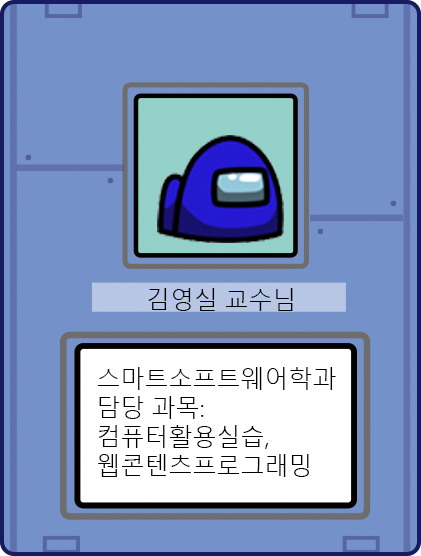 김영실 교수님
스마트소프트웨어학과
담당 과목:
컴퓨터활용실습,
웹콘텐츠프로그래밍